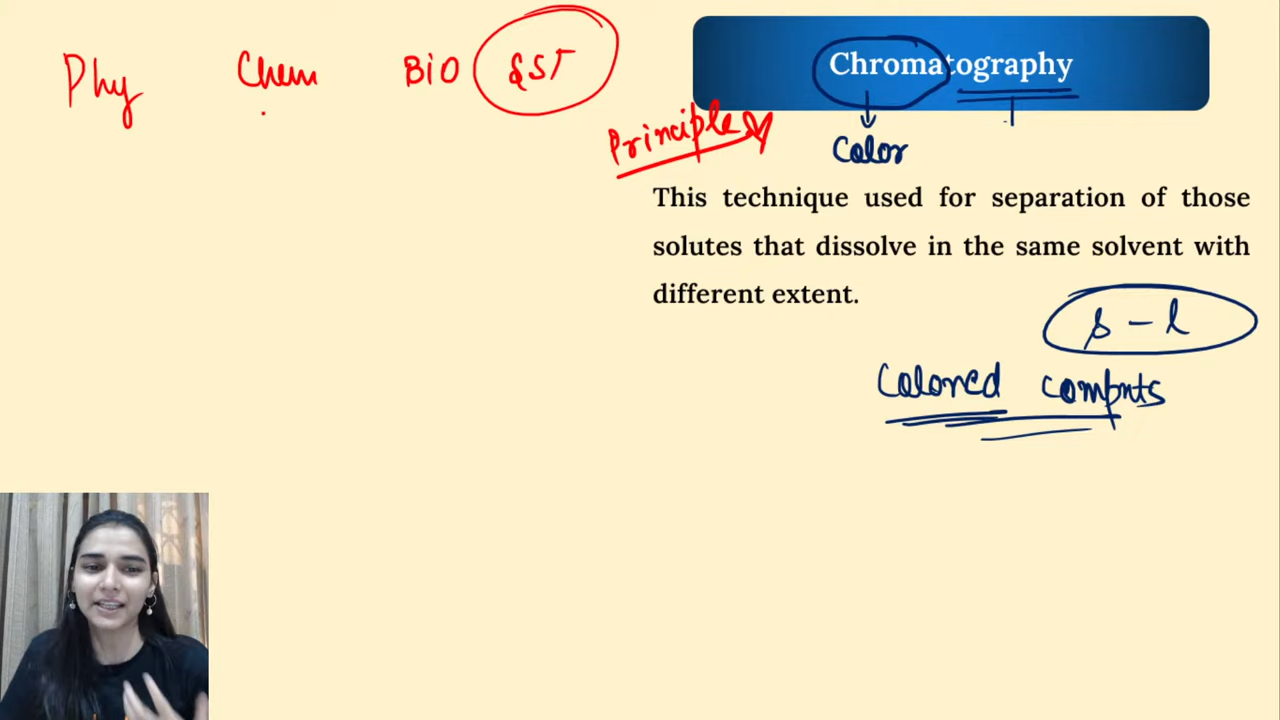 Phy Chem BiO SST
Chromatography
Principle
Color
This technique used for separation of those
solutes that dissolve in the same solvent with
different extent.
s - l
Colored compnts